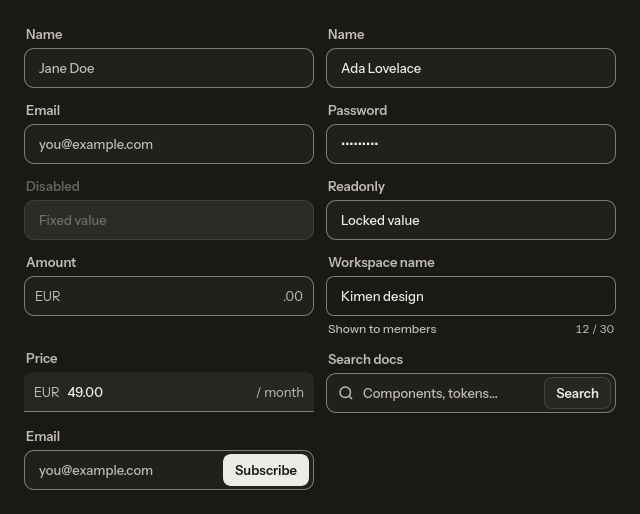 Name
Jane Doe
Name
Ada Lovelace
Email
you@example.com
Password
•••••••••
Disabled
Fixed value
Readonly
Locked value
Amount
EUR .00
Workspace name
Kimen design
Shown to members 12 / 30
Price
EUR 49.00 / month
Search docs
Components, tokens... Search
Email
you@example.com Subscribe